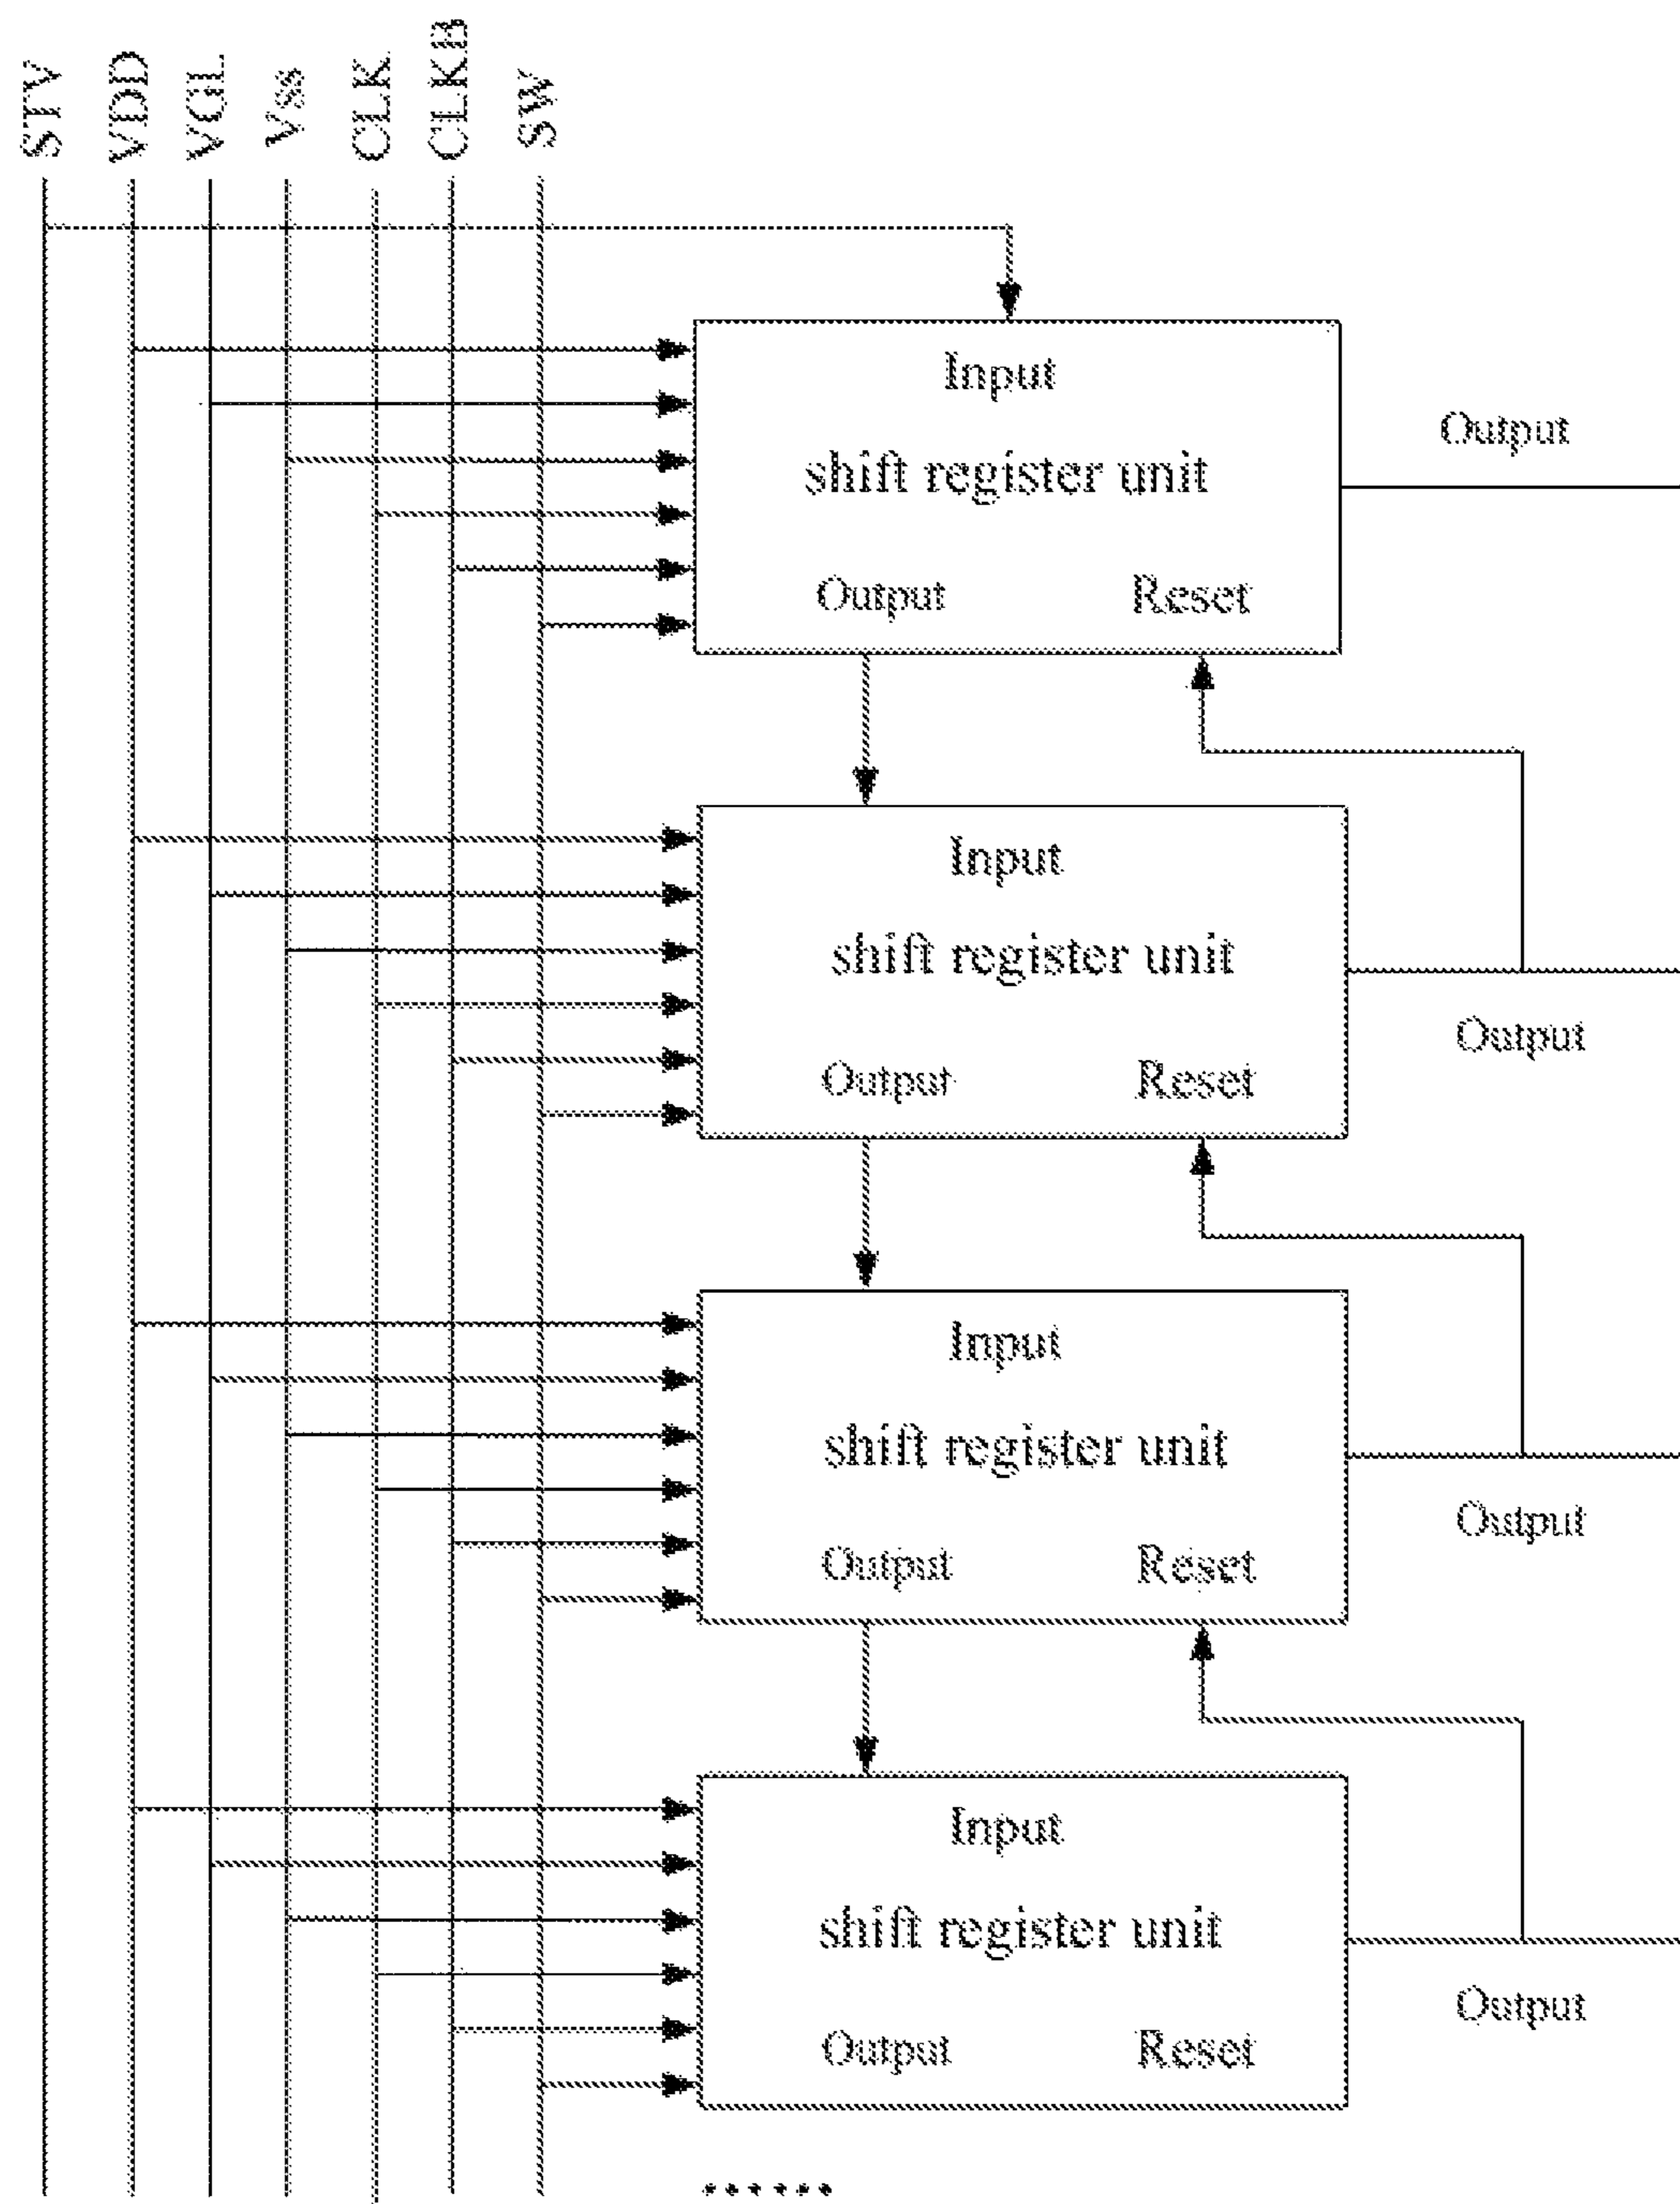 STV
VDD
VGL
Vss
CLK
CLKB
SW
Input
shift register unit
Output
Output Reset
Input
shift register unit
Output
Output Reset
Input
shift register unit
Output
Output Reset
Input
shift register unit
Output
Output Reset
......